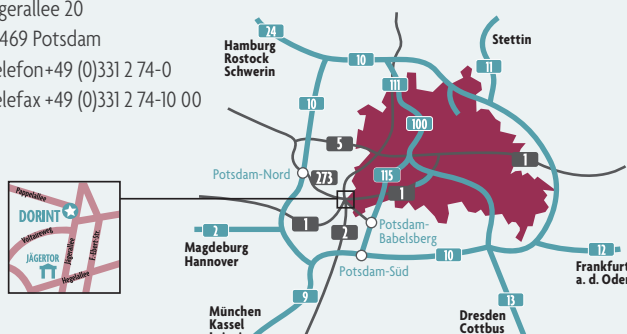 gerallee 20
469 Potsdam
elefon+49 (0)331 2 74-0
elefax +49 (0)331 2 74-10 00
24
Hamburg
Rostock
Schwerin
10
111
Stettin
11
10
100
5
1
Potsdam-Nord
273
115
1
Pappelallee
DORINT
Voltaireweg
Jägerallee
F.-Ebert-Str.
JÄGERTOR
Hegelallee
1
2
2
Potsdam-
Babelsberg
Magdeburg
Hannover
10
12
Potsdam-Süd
Frankfurt
a. d. Oder
9
13
München
Kassel
Dresden
Cottbus